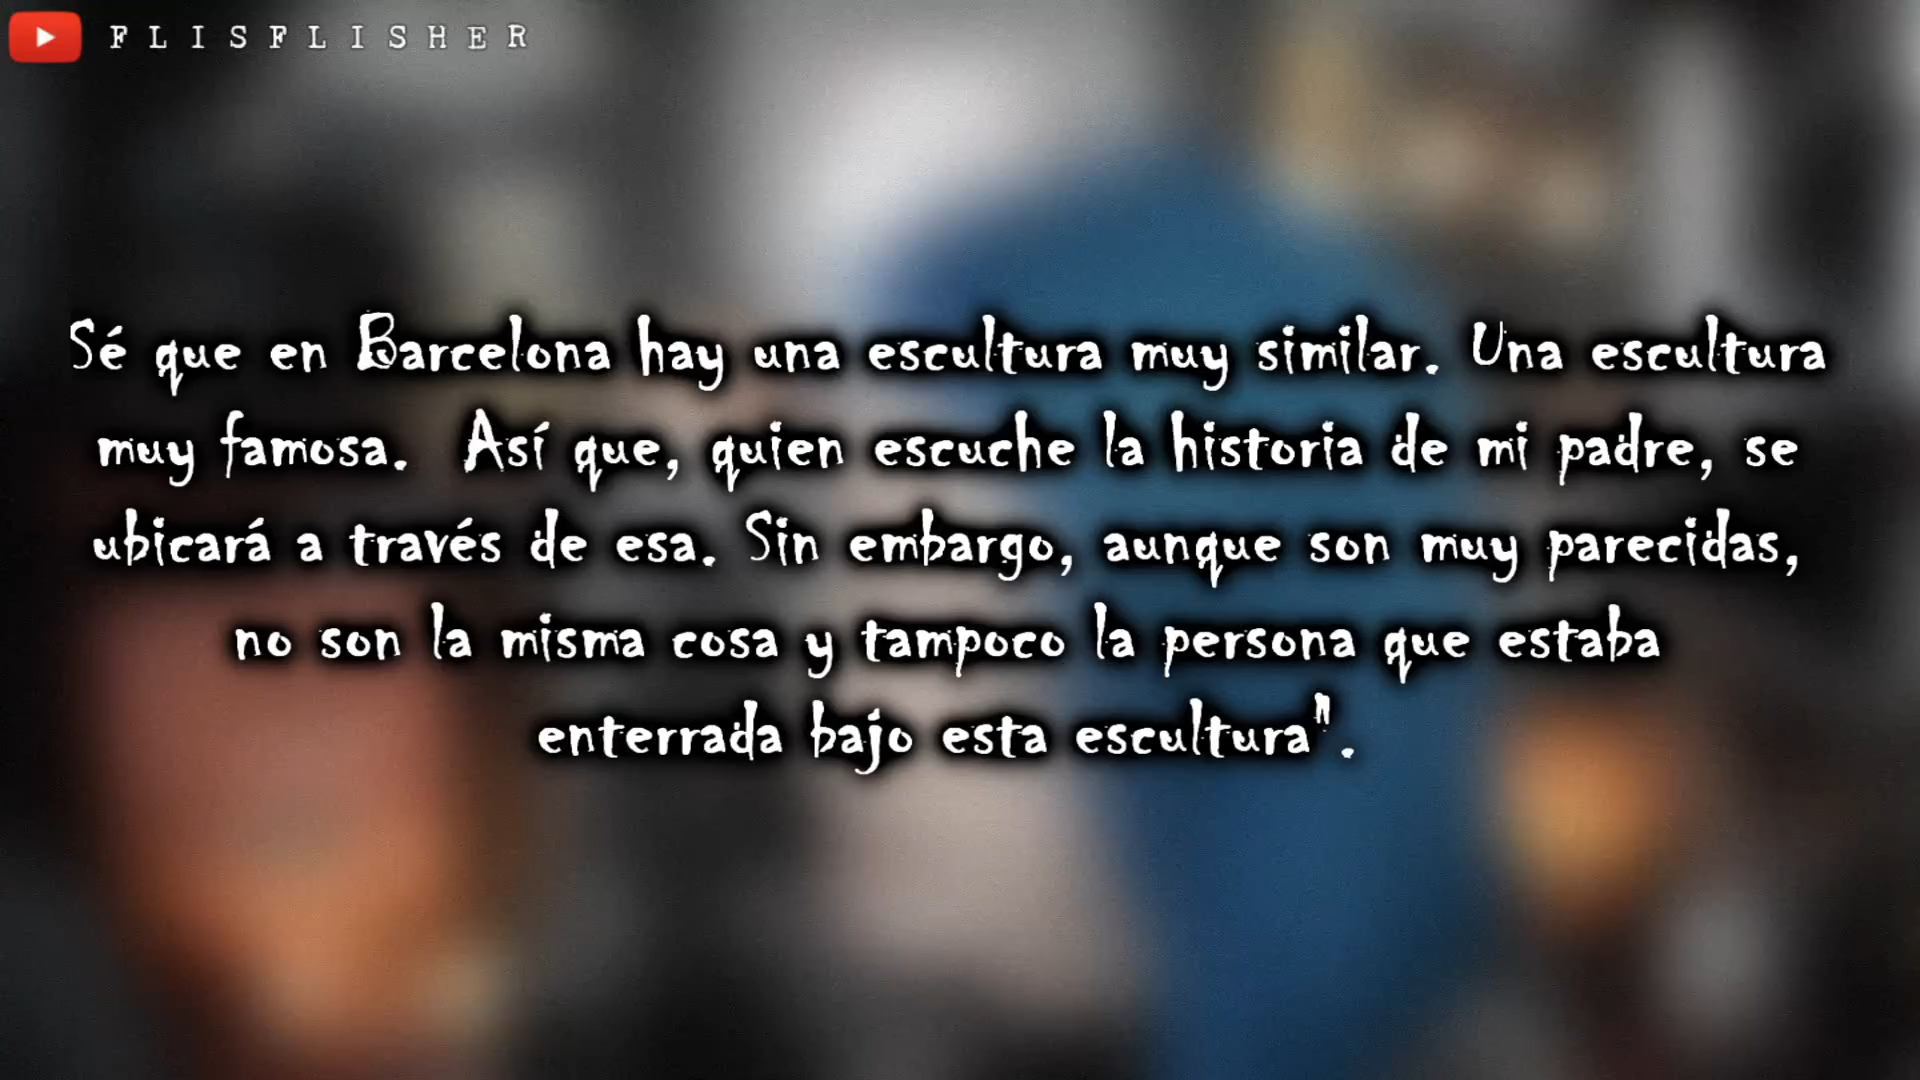 FLISFLISHER
Sé que en Barcelona hay una escultura muy similar. Una escultura
muy famosa. Así que, quien escuche la historia de mi padre, se
ubicará a través de esa. Sin embargo, aunque son muy parecidas,
no son la misma cosa y tampoco la persona que estaba
enterrada bajo esta escultura".